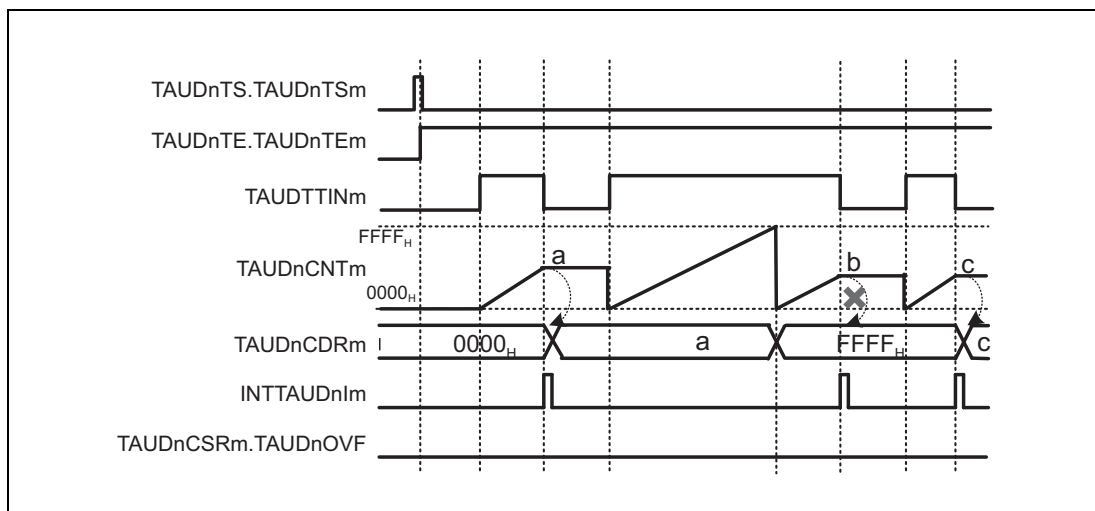 TAUDnTS.TAUDnTSm
TAUDnTE.TAUDnTEm
TAUDTTINm
FFFFH
TAUDnCNTm
a
b
c
0000H
TAUDnCDRm
0000H
a
FFFFH
c
INTTAUDnIm
TAUDnCSRm.TAUDnOVF